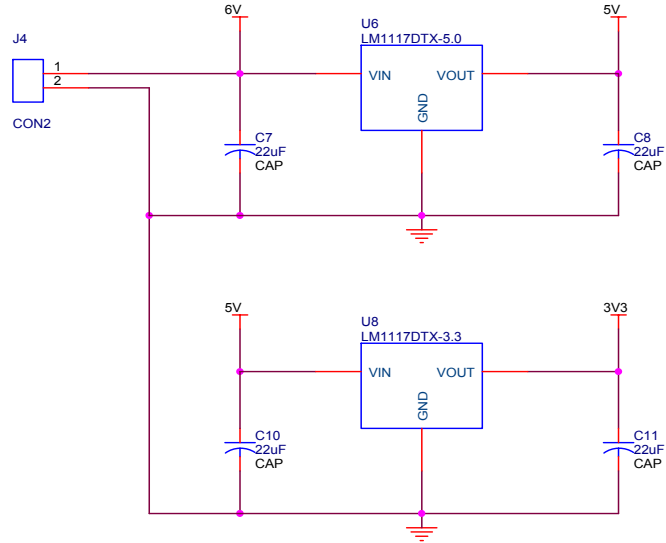 6V
5V
J4
U6
LM1117DTX-5.0
1
2
VIN
VOUT
GND
CON2
C7
22uF
CAP
C8
22uF
CAP
5V
3V3
U8
LM1117DTX-3.3
VIN
VOUT
GND
C10
22uF
CAP
C11
22uF
CAP